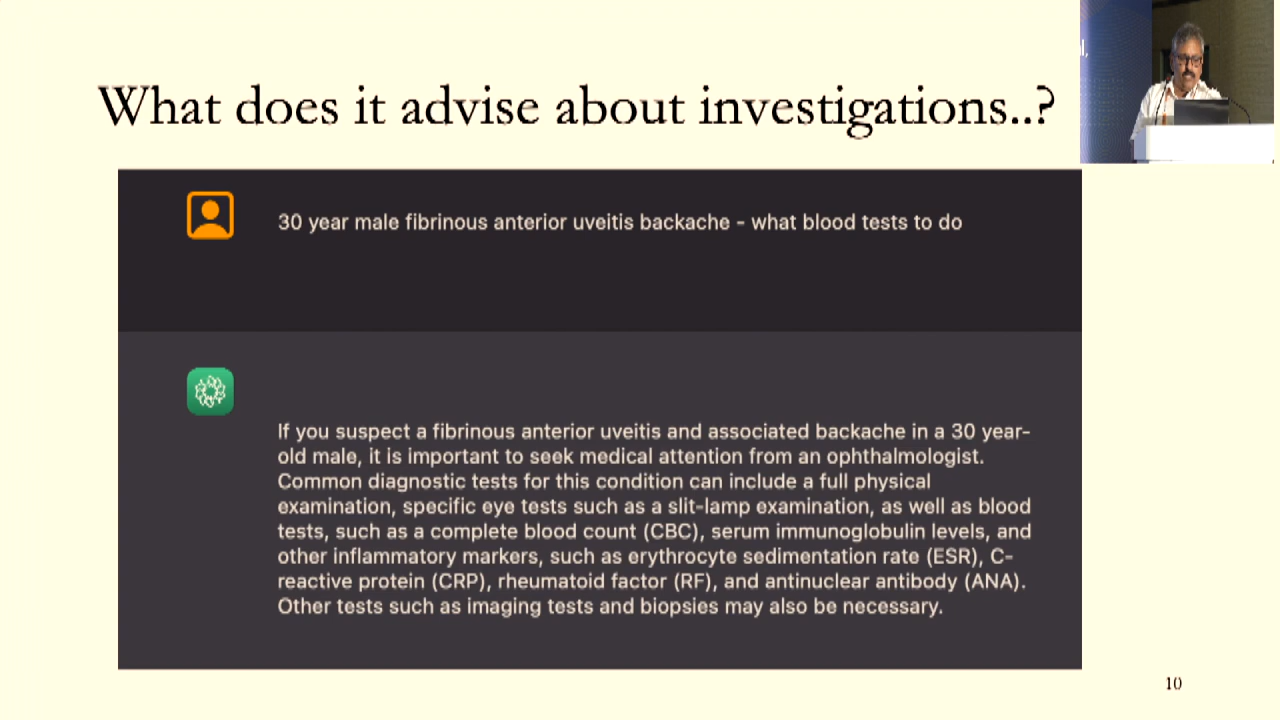 What does it advise about investigations..?
30 year male fibrinous anterior uveitis backache - what blood tests to do
If you suspect a fibrinous anterior uveitis and associated backache in a 30 year-
old male, it is important to seek medical attention from an ophthalmologist.
Common diagnostic tests for this condition can include a full physical
examination, specific eye tests such as a slit-lamp examination, as well as blood
tests, such as a complete blood count (CBC), serum immunoglobulin levels, and
other inflammatory markers, such as erythrocyte sedimentation rate (ESR), C-
reactive protein (CRP), rheumatoid factor (RF), and antinuclear antibody (ANA).
Other tests such as imaging tests and biopsies may also be necessary.
10